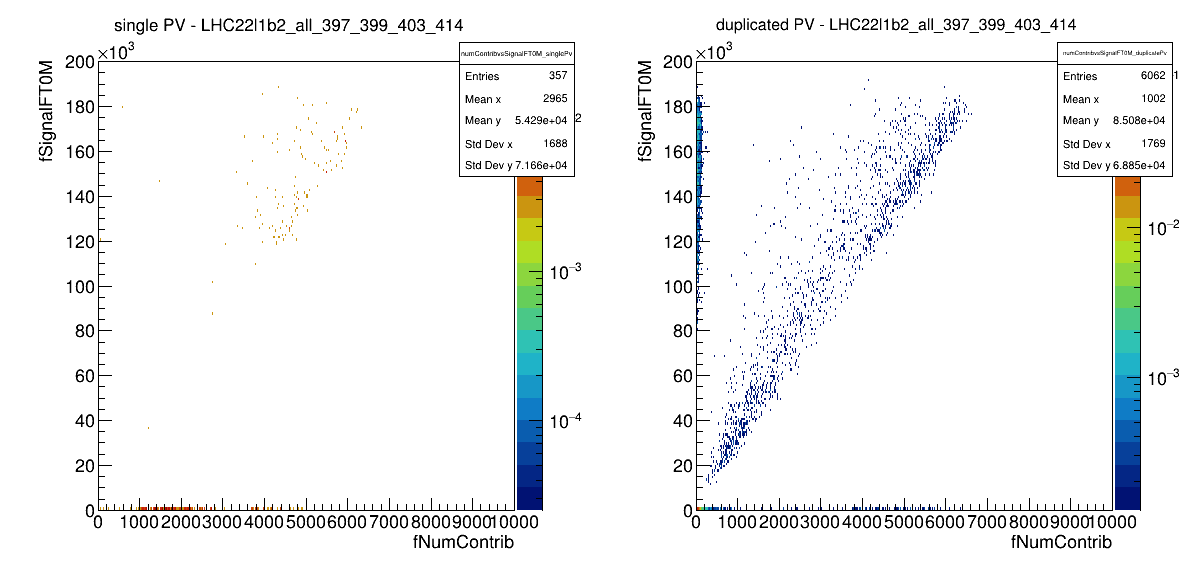 single PV - LHC22l1b2_all_397_399_403_414
×10³
fSignalFT0M
200
180
160
140
120
100
80
60
40
20
0
0 1000 2000 3000 4000 5000 6000 7000 8000 9000 10000
fNumContrib
numContribvsSignalFT0M_singlePv
Entries 357
Mean x 2965
Mean y 5.429e+04
Std Dev x 1688
Std Dev y 7.166e+04
2
10⁻³
10⁻⁴
duplicated PV - LHC22l1b2_all_397_399_403_414
×10³
fSignalFT0M
200
180
160
140
120
100
80
60
40
20
0
0 1000 2000 3000 4000 5000 6000 7000 8000 9000 10000
fNumContrib
numContribvsSignalFT0M_duplicatePv
Entries 6062
Mean x 1002
Mean y 8.508e+04
Std Dev x 1769
Std Dev y 6.885e+04
1
10⁻²
10⁻³